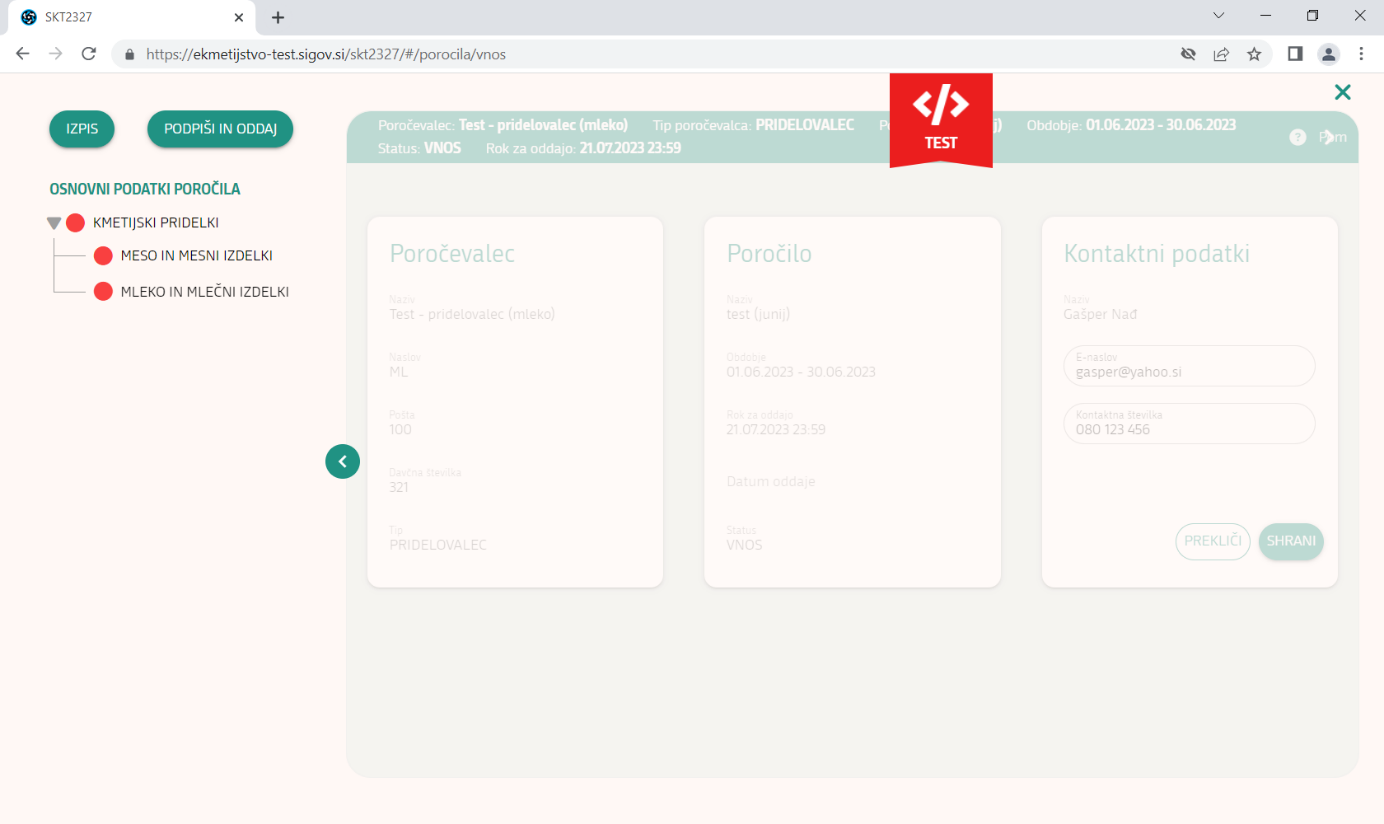 SKT2327
https://ekmetijstvo-test.sigov.si/skt2327/#/porocila/vnos
IZPIS
PODPIŠI IN ODDAJ
Poročevalec: Test - pridelovalec (mleko) Tip poročevalca: PRIDELOVALEC Obdobje: 01.06.2023 - 30.06.2023
Status: VNOS Rok za oddajo: 21.07.2023 23:59
TEST
OSNOVNI PODATKI POROČILA
KMETIJSKI PRIDELKI
MESO IN MESNI IZDELKI
MLEKO IN MLEČNI IZDELKI
Poročevalec
Naziv
Test - pridelovalec (mleko)
Naslov
ML
Pošta
100
Davčna številka
321
Tip
PRIDELOVALEC
Poročilo
Naziv
test (junij)
Obdobje
01.06.2023 - 30.06.2023
Rok za oddajo
21.07.2023 23:59
Datum oddaje
Status
VNOS
Kontaktni podatki
Naziv
Gašper Nađ
E-naslov
gasper@yahoo.si
Kontaktna številka
080 123 456
PREKLIČI
SHRANI